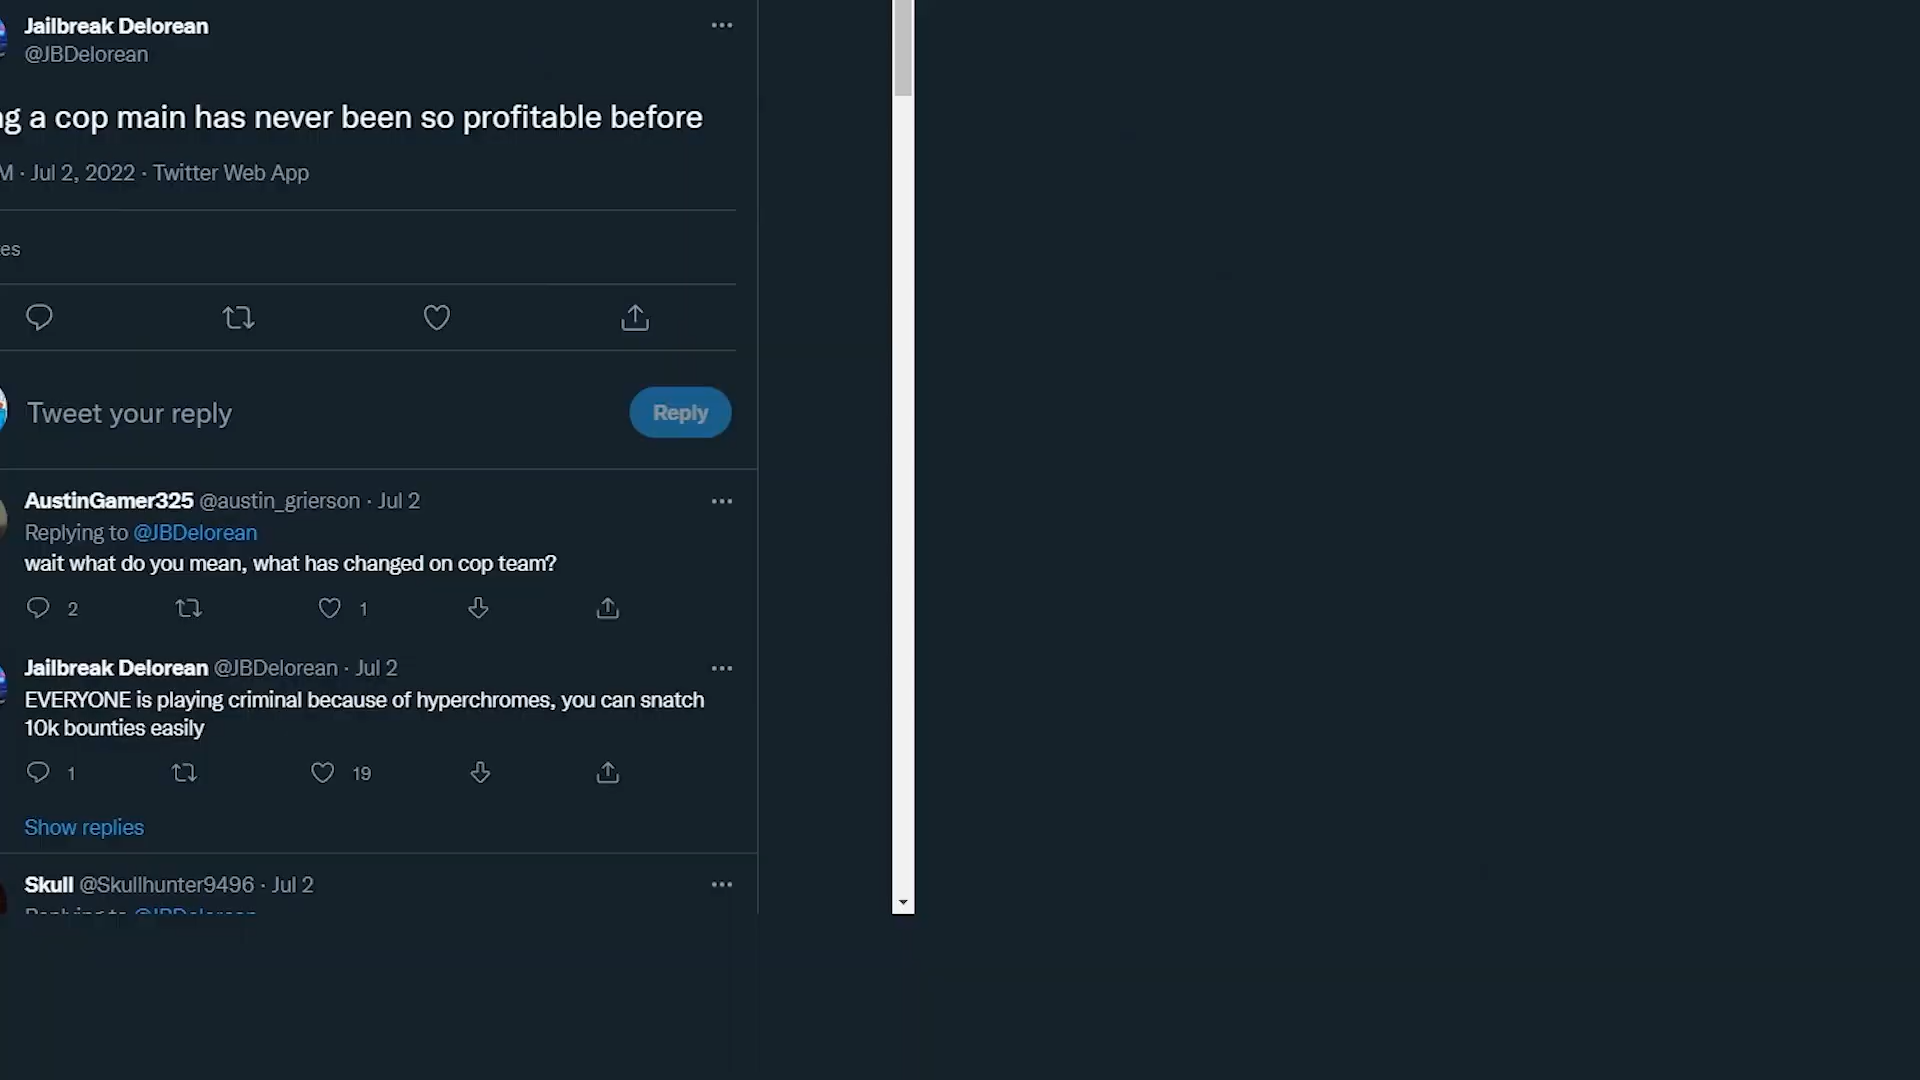 Jailbreak Delorean
@JBDelorean
g a cop main has never been so profitable before
M · Jul 2, 2022 · Twitter Web App
es
Tweet your reply
Reply
AustinGamer325 @austin_grierson · Jul 2
Replying to @JBDelorean
wait what do you mean, what has changed on cop team?
2
1
Jailbreak Delorean @JBDelorean · Jul 2
EVERYONE is playing criminal because of hyperchromes, you can snatch
10k bounties easily
1
19
Show replies
Skull @Skullhunter9496 · Jul 2
Replying to @JBDelorean